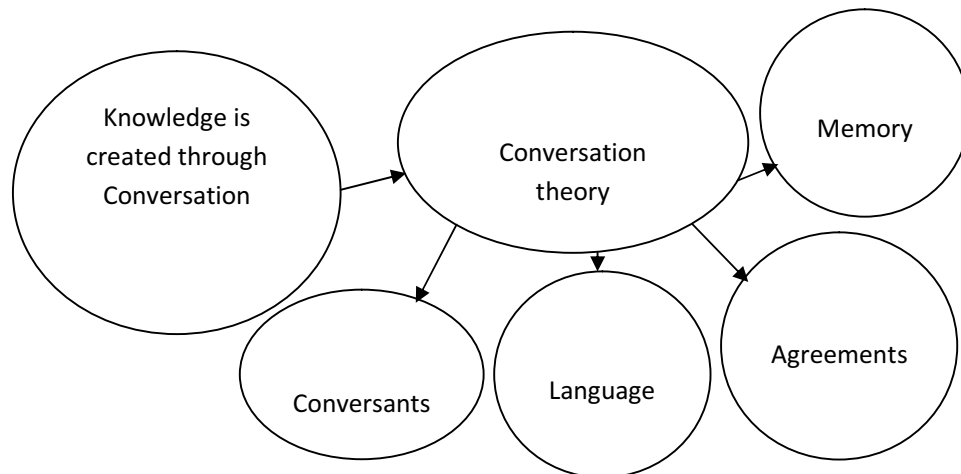 Knowledge is
created through
Conversation
Conversation
theory
Memory
Conversants
Language
Agreements